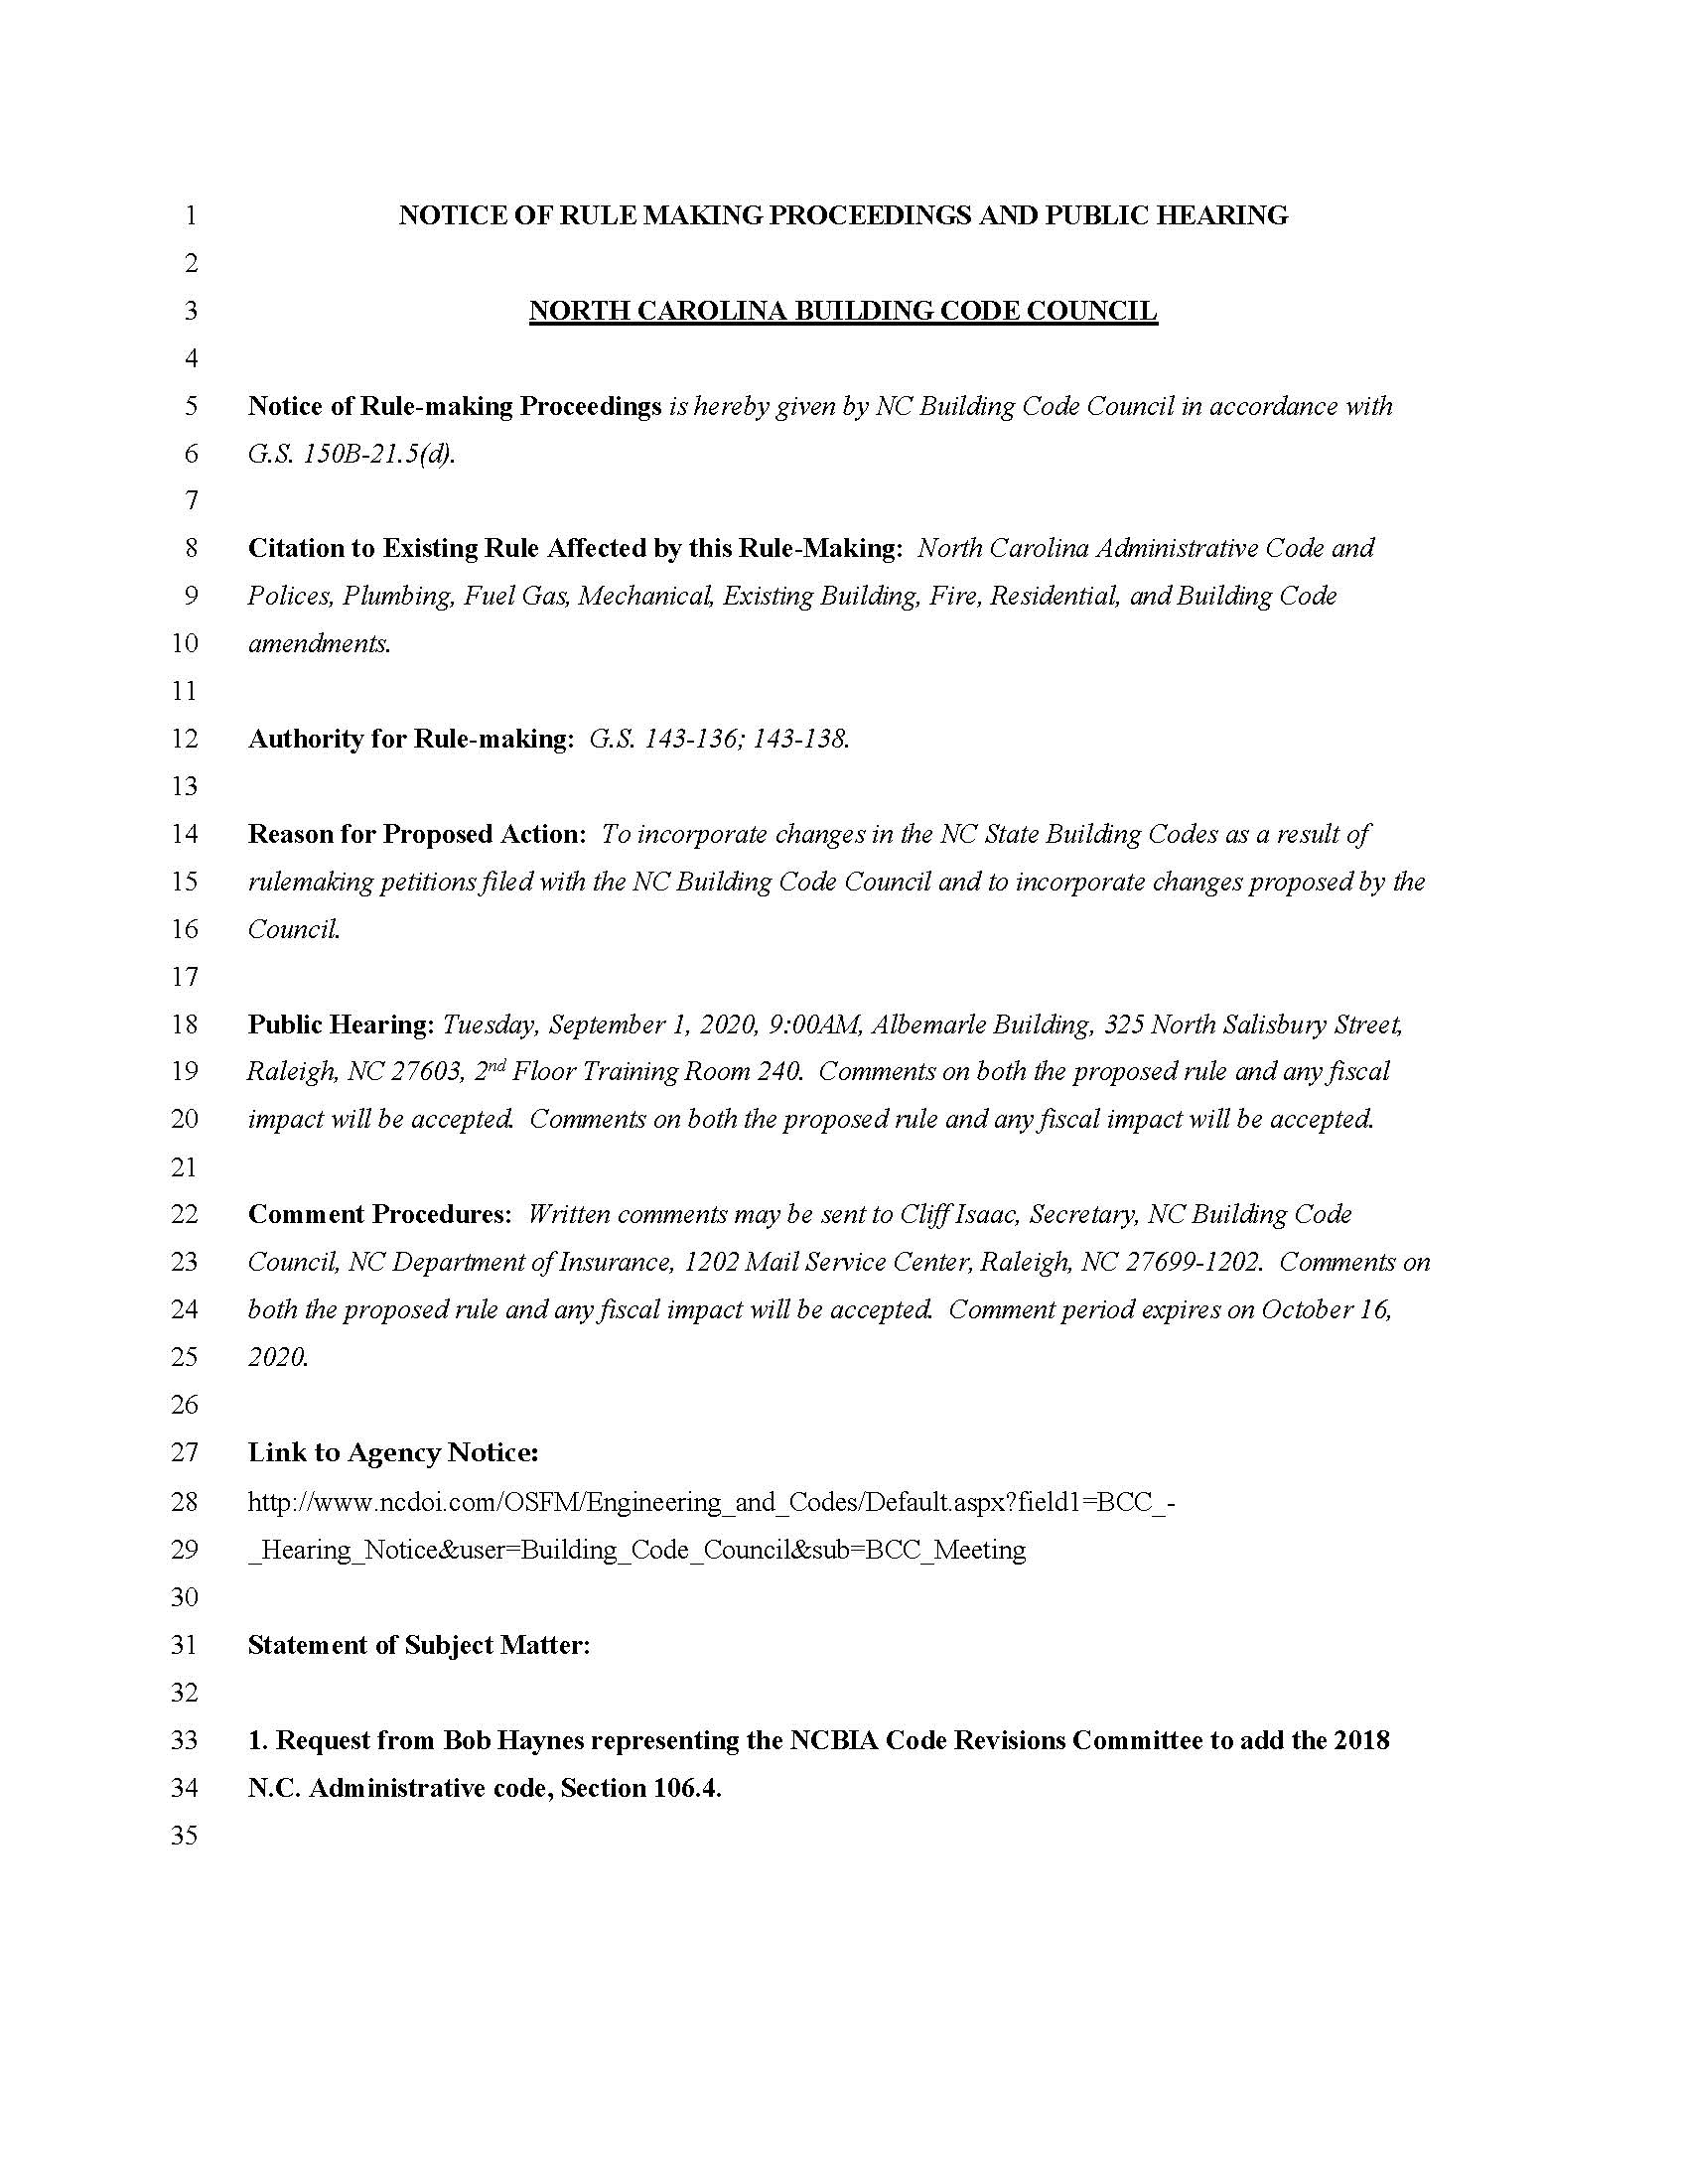 1 NOTICE OF RULE MAKING PROCEEDINGS AND PUBLIC HEARING
2
3 NORTH CAROLINA BUILDING CODE COUNCIL
4
5 Notice of Rule-making Proceedings is hereby given by NC Building Code Council in accordance with
6 G.S. 150B-21.5(d).
7
8 Citation to Existing Rule Affected by this Rule-Making: North Carolina Administrative Code and
9 Polices, Plumbing, Fuel Gas, Mechanical, Existing Building, Fire, Residential, and Building Code
10 amendments.
11
12 Authority for Rule-making: G.S. 143-136; 143-138.
13
14 Reason for Proposed Action: To incorporate changes in the NC State Building Codes as a result of
15 rulemaking petitions filed with the NC Building Code Council and to incorporate changes proposed by the
16 Council.
17
18 Public Hearing: Tuesday, September 1, 2020, 9:00AM, Albemarle Building, 325 North Salisbury Street,
19 Raleigh, NC 27603, 2nd Floor Training Room 240. Comments on both the proposed rule and any fiscal
20 impact will be accepted. Comments on both the proposed rule and any fiscal impact will be accepted.
21
22 Comment Procedures: Written comments may be sent to Cliff Isaac, Secretary, NC Building Code
23 Council, NC Department of Insurance, 1202 Mail Service Center, Raleigh, NC 27699-1202. Comments on
24 both the proposed rule and any fiscal impact will be accepted. Comment period expires on October 16,
25 2020.
26
27 Link to Agency Notice:
28 http://www.ncdoi.com/OSFM/Engineering_and_Codes/Default.aspx?field1=BCC_-
29 _Hearing_Notice&user=Building_Code_Council&sub=BCC_Meeting
30
31 Statement of Subject Matter:
32
33 1. Request from Bob Haynes representing the NCBIA Code Revisions Committee to add the 2018
34 N.C. Administrative code, Section 106.4.
35